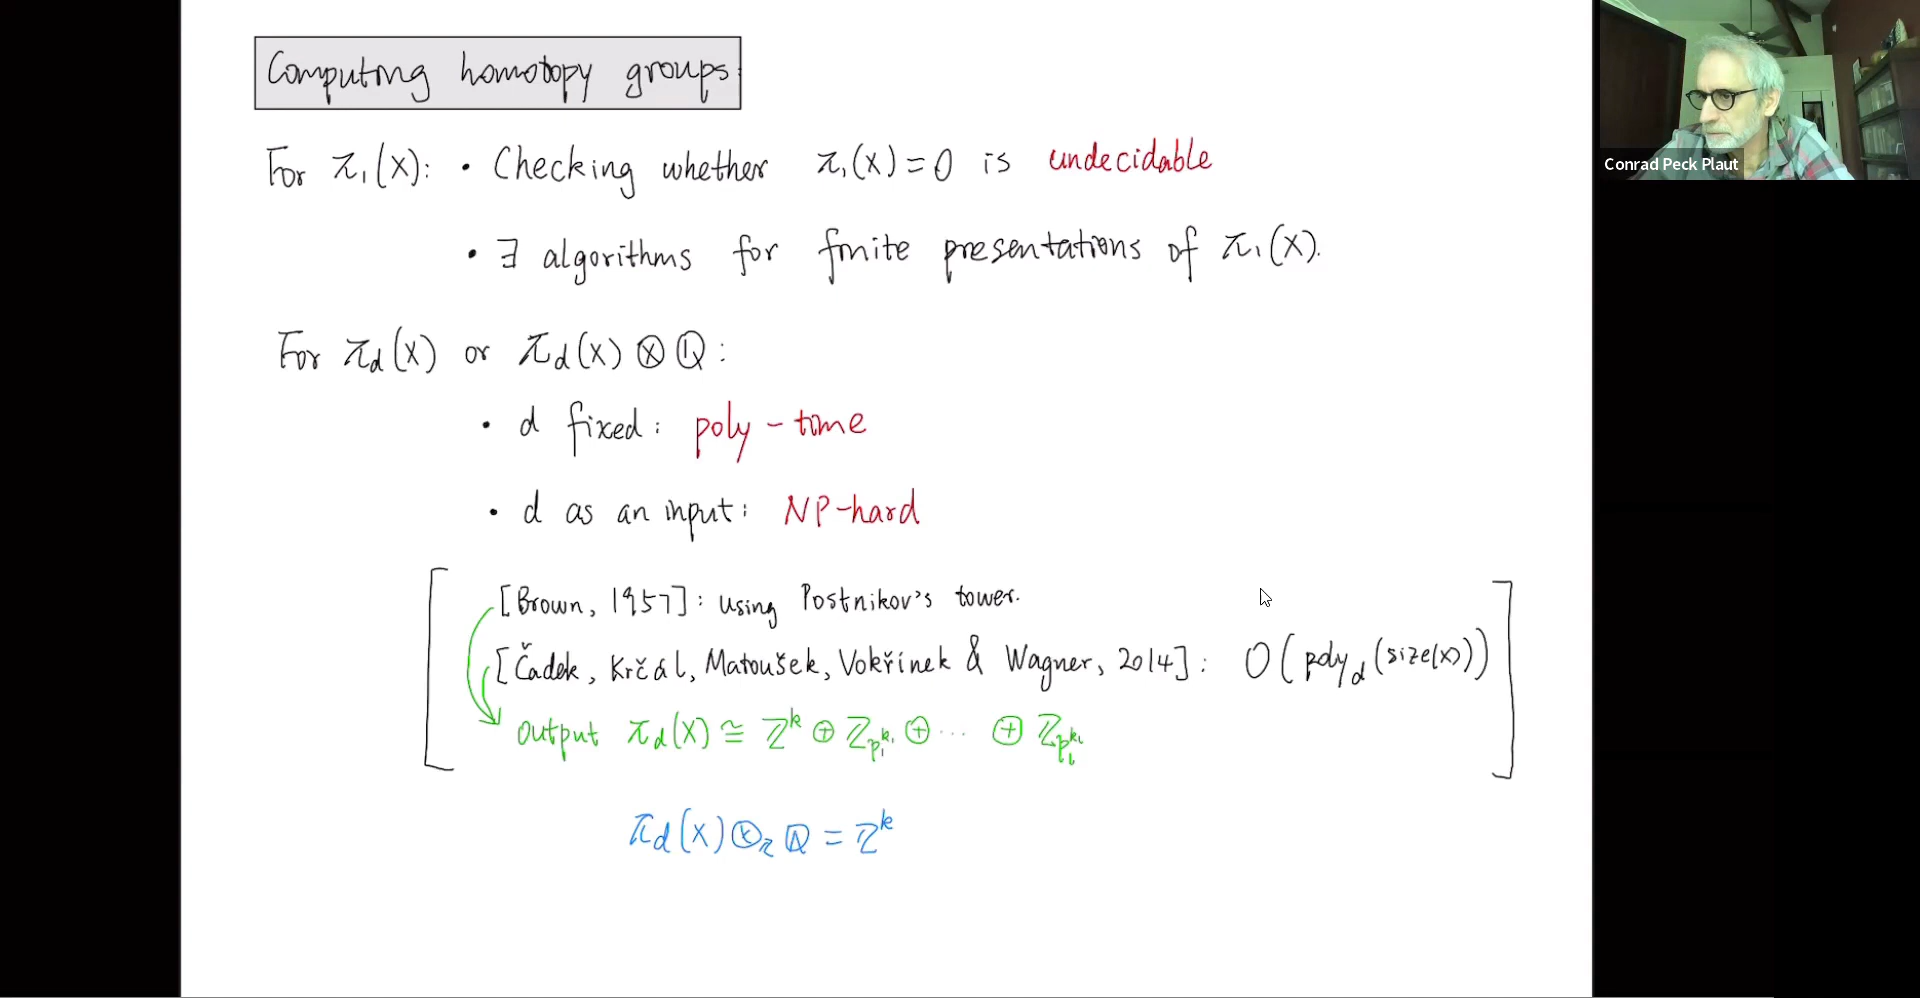 Computing homotopy groups:
For π₁(X): • Checking whether π₁(X) = 0 is undecidable
• ∃ algorithms for finite presentations of π₁(X).
For π_d(X) or π_d(X) ⊗ ℚ :
• d fixed : poly-time
• d as an input : NP-hard
[Brown, 1957] : using Postnikov's tower.
[Čadek, Krčál, Matoušek, Vokřínek & Wagner, 2014] : O(poly_d(size(X)))
output π_d(X) ≅ ℤ^k ⊕ ℤ_{p₁^{k₁}} ⊕ ⋯ ⊕ ℤ_{p_l^{k_l}}
π_d(X) ⊗_ℤ ℚ = ℤ^k
Conrad Peck Plaut